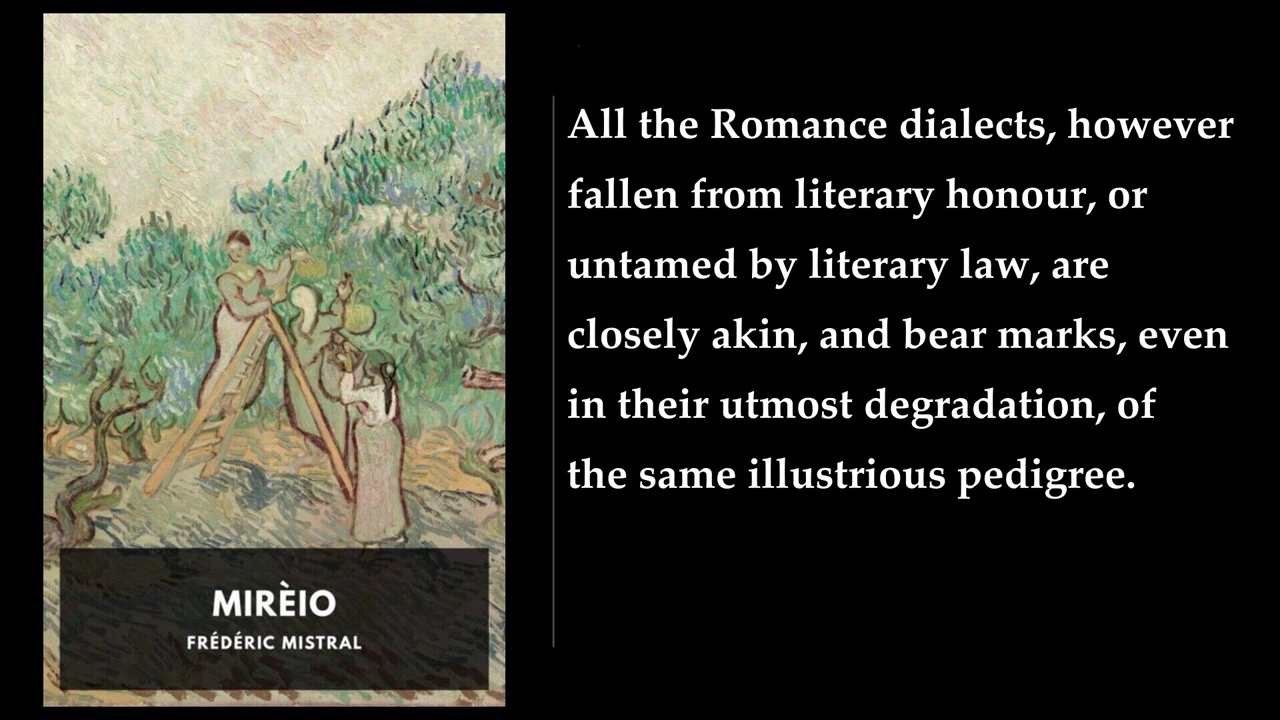 All the Romance dialects, however
fallen from literary honour, or
untamed by literary law, are
closely akin, and bear marks, even
in their utmost degradation, of
the same illustrious pedigree.
MIRÈIO
FRÉDÉRIC MISTRAL